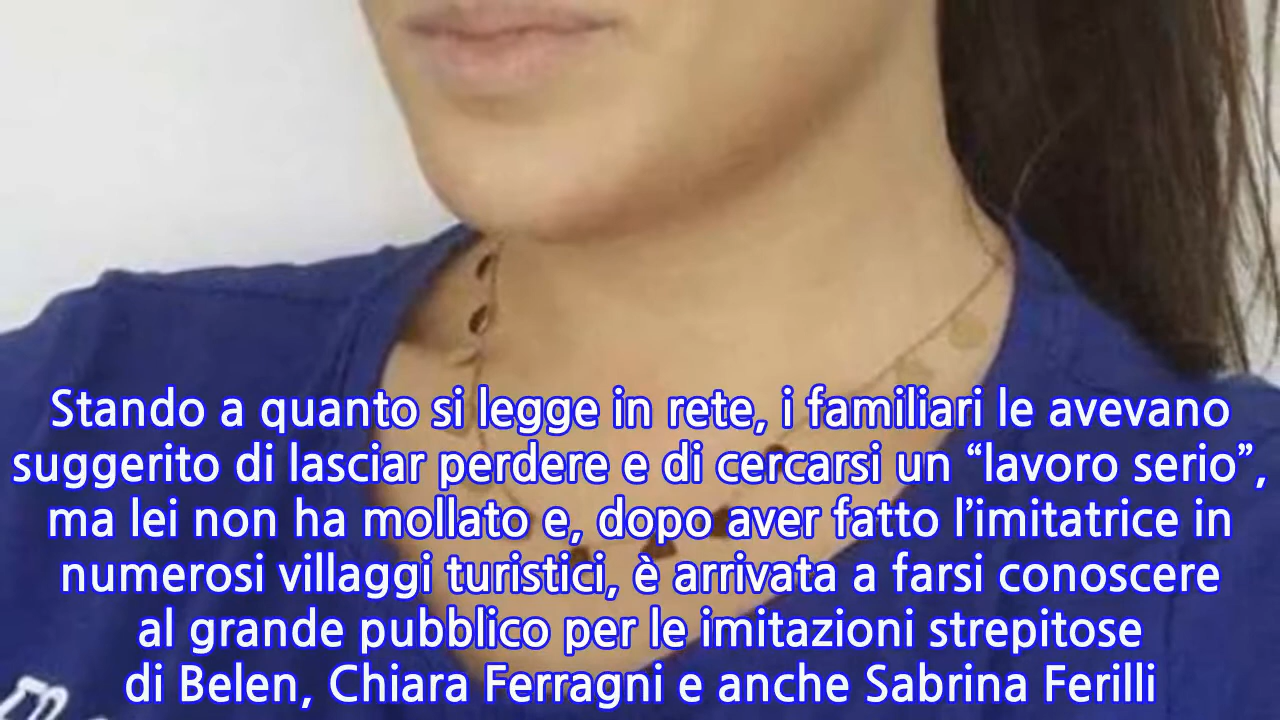 Stando a quanto si legge in rete, i familiari le avevano
suggerito di lasciar perdere e di cercarsi un “lavoro serio”,
ma lei non ha mollato e, dopo aver fatto l’imitatrice in
numerosi villaggi turistici, è arrivata a farsi conoscere
al grande pubblico per le imitazioni strepitose
di Belen, Chiara Ferragni e anche Sabrina Ferilli